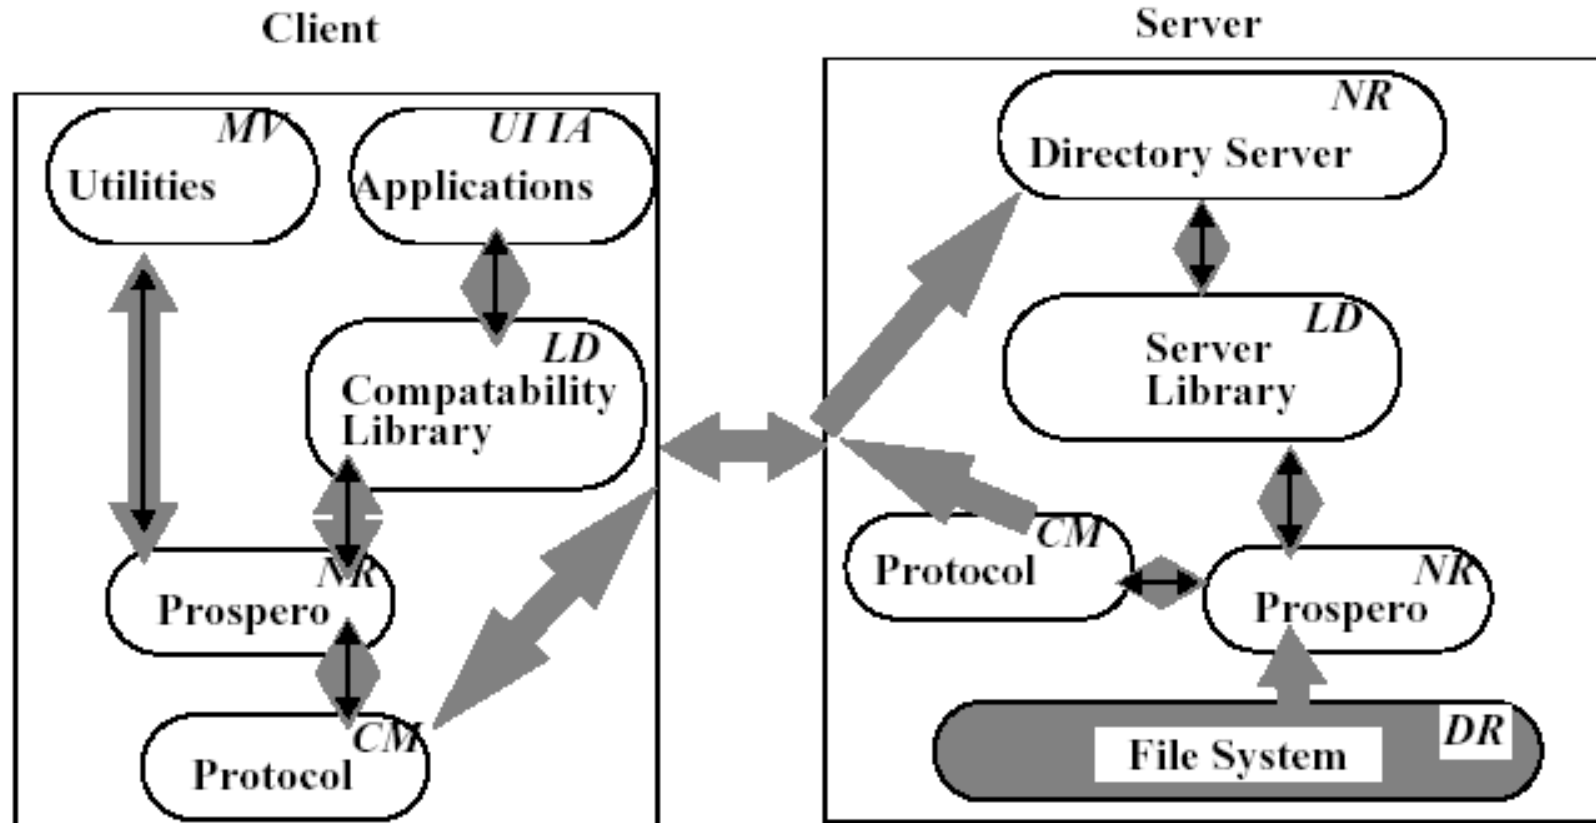 Client
Server
MV
Utilities
UI IA
Applications
LD
Compatability
Library
NR
Prospero
CM
Protocol
NR
Directory Server
LD
Server
Library
CM
Protocol
NR
Prospero
DR
File System